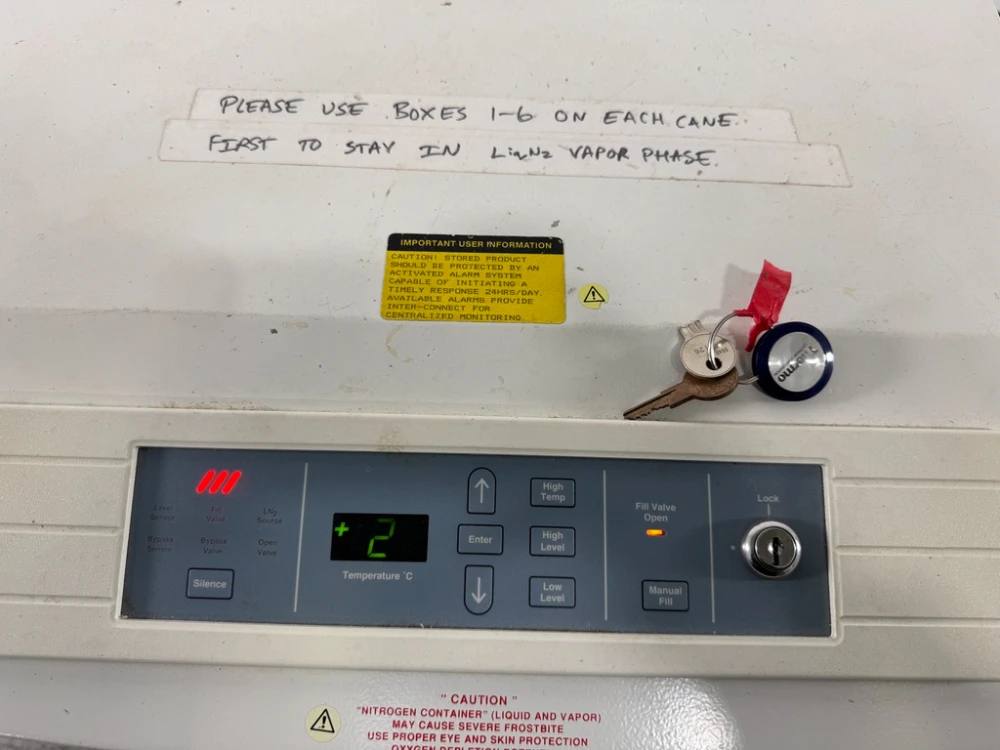 PLEASE USE BOXES 1-6 ON EACH CANE.
FIRST TO STAY IN LiqN2 VAPOR PHASE.
IMPORTANT USER INFORMATION
CAUTION! STORED PRODUCT
SHOULD BE PROTECTED BY AN
ACTIVATED ALARM SYSTEM
CAPABLE OF INITIATING A
TIMELY RESPONSE 24HRS/DAY.
AVAILABLE ALARMS PROVIDE
INTER-CONNECT FOR
CENTRALIZED MONITORING
Thermo
Level Sensor
Fill Valve
LN2 Source
Bypass Sensor
Bypass Valve
Open Valve
Silence
+2
Temperature °C
Enter
High
Temp
High
Level
Low
Level
Fill Valve
Open
Manual
Fill
Lock
" CAUTION "
"NITROGEN CONTAINER" (LIQUID AND VAPOR)
MAY CAUSE SEVERE FROSTBITE
USE PROPER EYE AND SKIN PROTECTION
OXYGEN DEPLETION